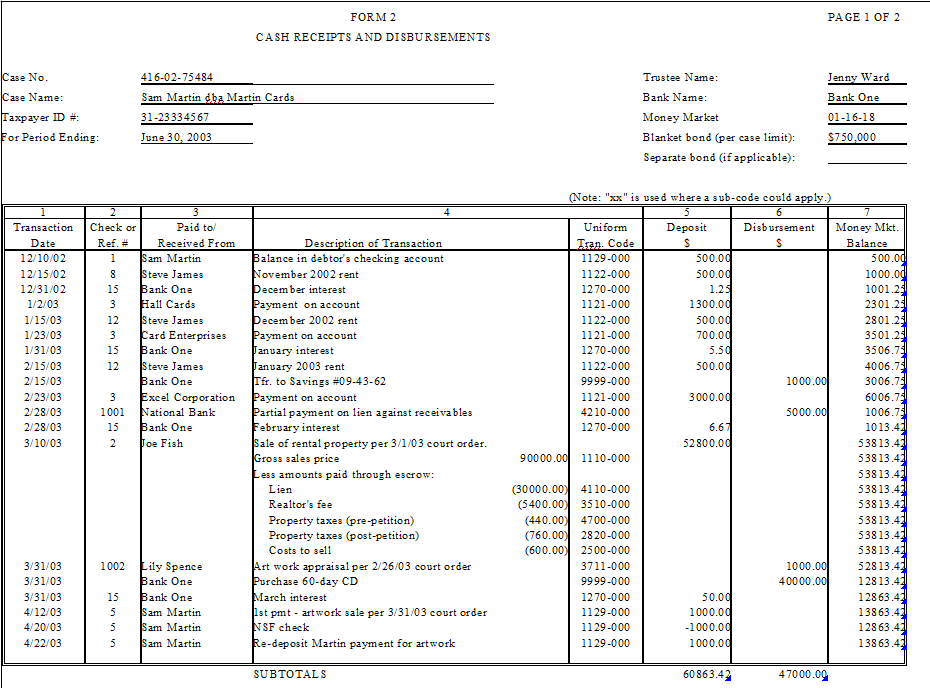 FORM 2 PAGE 1 OF 2
CASH RECEIPTS AND DISBURSEMENTS
Case No. 416-02-75484 Trustee Name: Jenny Ward
Case Name: Sam Martin dba Martin Cards Bank Name: Bank One
Taxpayer ID #: 31-23334567 Money Market 01-16-18
For Period Ending: June 30, 2003 Blanket bond (per case limit): $750,000
Separate bond (if applicable):
(Note: "xx" is used where a sub-code could apply.)
1 2 3 4 5 6 7
Transaction Check or Paid to/ Uniform Deposit Disbursement Money Mkt.
Date Ref. # Received From Description of Transaction Tran. Code $ $ Balance
12/10/02 1 Sam Martin Balance in debtor's checking account 1129-000 500.00 500.00
12/15/02 8 Steve James November 2002 rent 1122-000 500.00 1000.00
12/31/02 15 Bank One December interest 1270-000 1.25 1001.25
1/2/03 3 Hall Cards Payment on account 1121-000 1300.00 2301.25
1/15/03 12 Steve James December 2002 rent 1122-000 500.00 2801.25
1/23/03 3 Card Enterprises Payment on account 1121-000 700.00 3501.25
1/31/03 15 Bank One January interest 1270-000 5.50 3506.75
2/15/03 12 Steve James January 2003 rent 1122-000 500.00 4006.75
2/15/03 Bank One Tfr. to Savings #09-43-62 9999-000 1000.00 3006.75
2/23/03 3 Excel Corporation Payment on account 1121-000 3000.00 6006.75
2/28/03 1001 National Bank Partial payment on lien against receivables 4210-000 5000.00 1006.75
2/28/03 15 Bank One February interest 1270-000 6.67 1013.42
3/10/03 2 Joe Fish Sale of rental property per 3/1/03 court order. 52800.00 53813.42
Gross sales price 90000.00 1110-000 53813.42
Less amounts paid through escrow: 53813.42
Lien (30000.00) 4110-000 53813.42
Realtor's fee (5400.00) 3510-000 53813.42
Property taxes (pre-petition) (440.00) 4700-000 53813.42
Property taxes (post-petition) (760.00) 2820-000 53813.42
Costs to sell (600.00) 2500-000 53813.42
3/31/03 1002 Lily Spence Art work appraisal per 2/26/03 court order 3711-000 1000.00 52813.42
3/31/03 Bank One Purchase 60-day CD 9999-000 40000.00 12813.42
3/31/03 15 Bank One March interest 1270-000 50.00 12863.42
4/12/03 5 Sam Martin 1st pmt - artwork sale per 3/31/03 court order 1129-000 1000.00 13863.42
4/20/03 5 Sam Martin NSF check 1129-000 -1000.00 12863.42
4/22/03 5 Sam Martin Re-deposit Martin payment for artwork 1129-000 1000.00 13863.42
SUBTOTALS 60863.42 47000.00